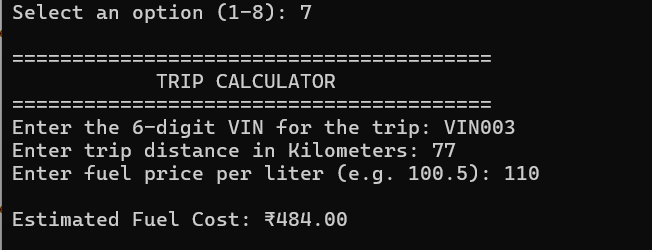 Select an option (1-8): 7
========================================
TRIP CALCULATOR
========================================
Enter the 6-digit VIN for the trip: VIN003
Enter trip distance in Kilometers: 77
Enter fuel price per liter (e.g. 100.5): 110
Estimated Fuel Cost: ₹484.00